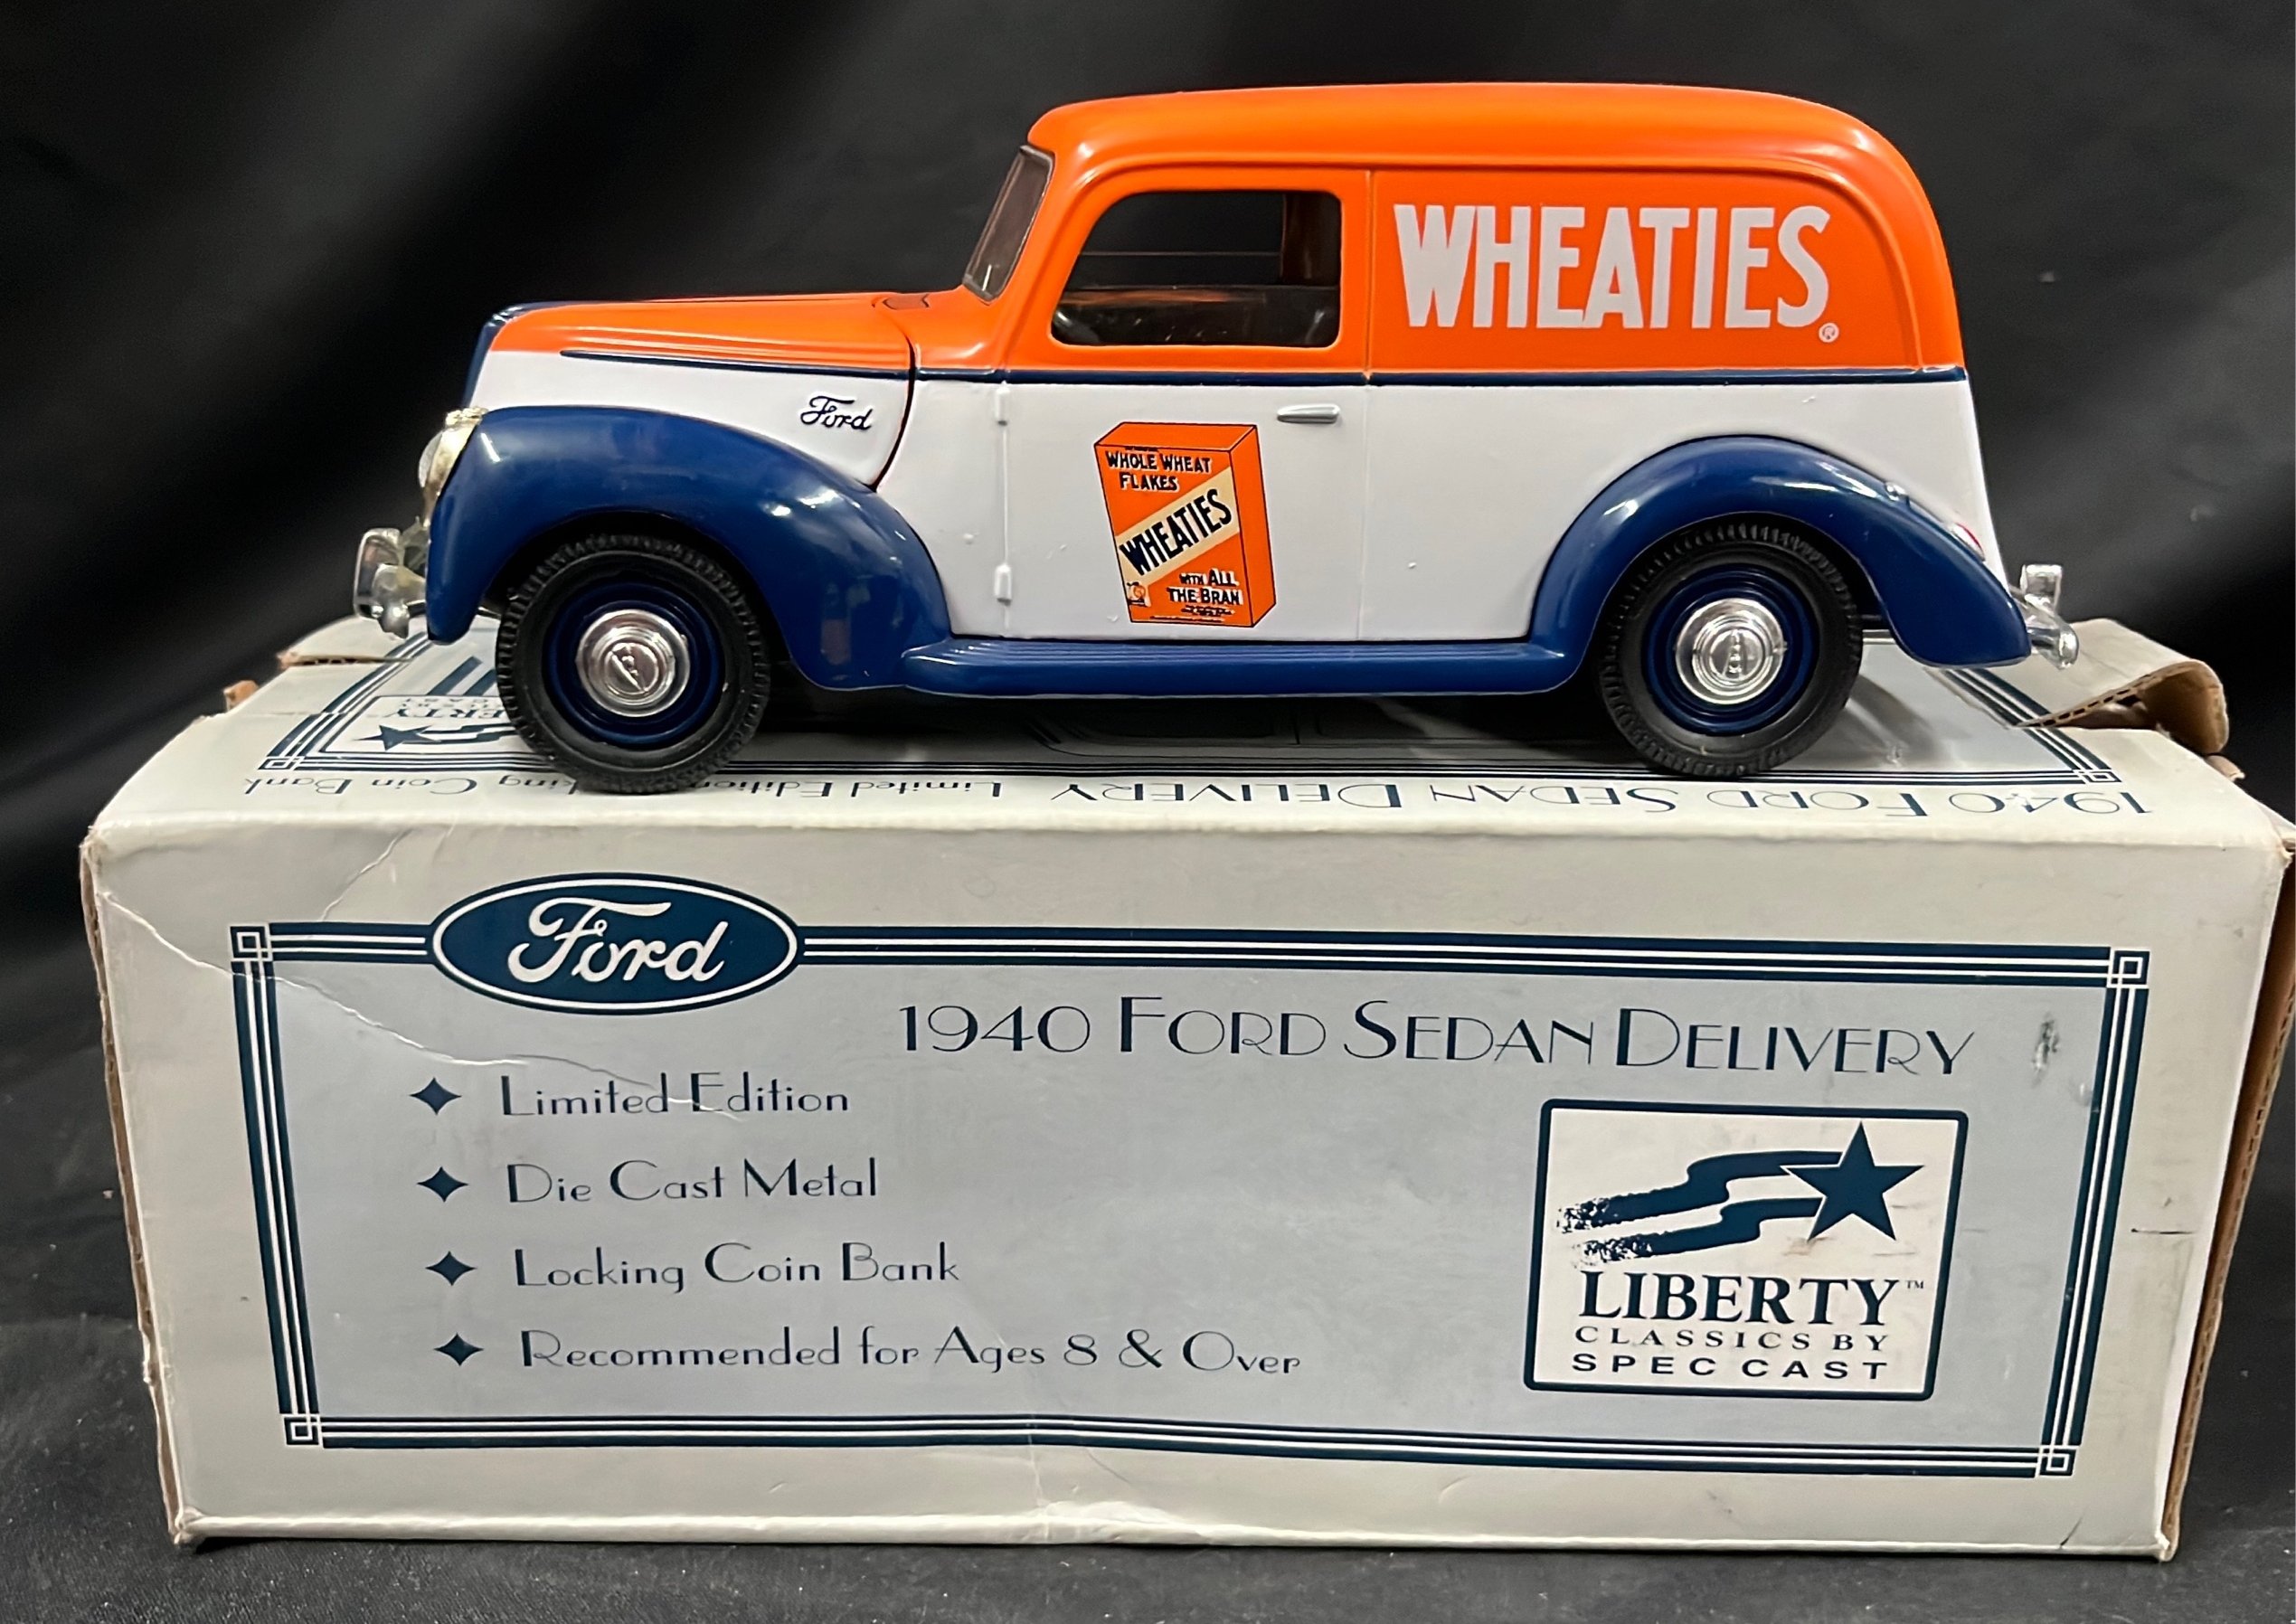 WHEATIES®
Ford
WHOLE WHEAT
FLAKES
WHEATIES
WITH ALL
THE BRAN
1940 FORD SEDAN DELIVERY Limited Edition Coin Bank
Ford
1940 FORD SEDAN DELIVERY
Limited Edition
Die Cast Metal
Locking Coin Bank
Recommended for Ages 8 & Over
LIBERTY™
CLASSICS BY
SPEC CAST